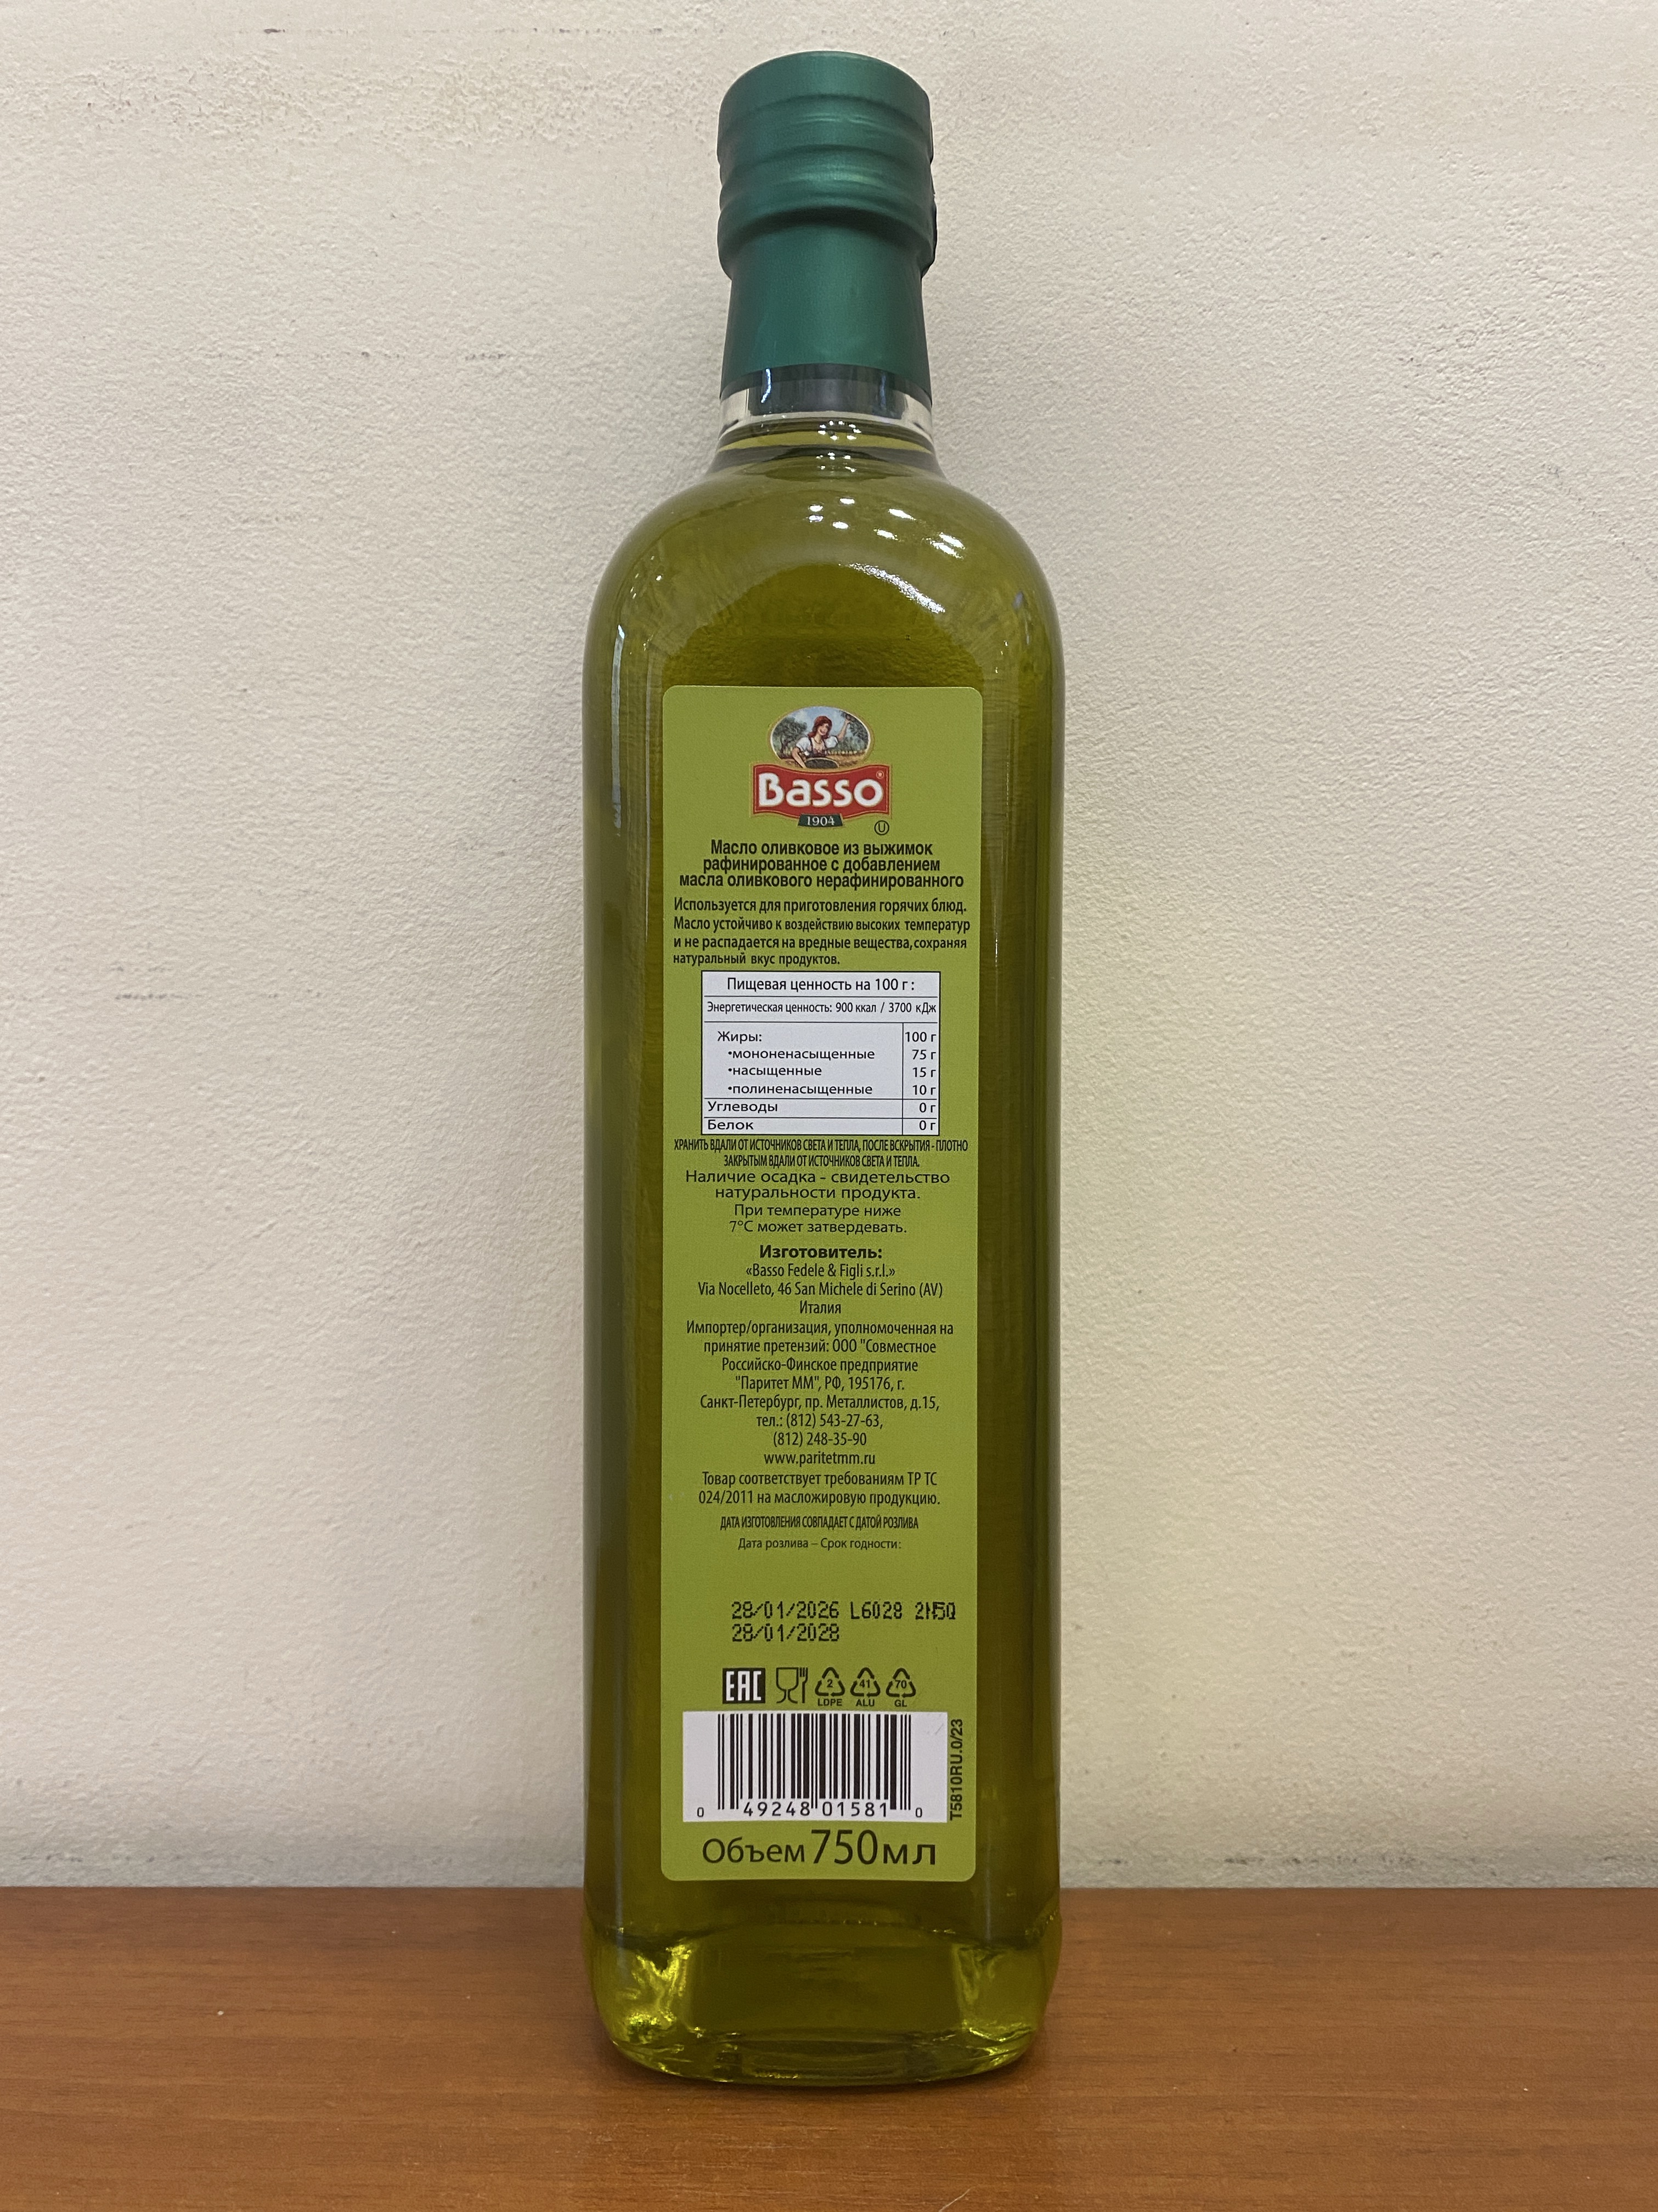 Basso®
1904
U
Масло оливковое из выжимок
рафинированное с добавлением
масла оливкового нерафинированного
Используется для приготовления горячих блюд.
Масло устойчиво к воздействию высоких температур
и не распадается на вредные вещества, сохраняя
натуральный вкус продуктов.
Пищевая ценность на 100 г :
Энергетическая ценность: 900 ккал / 3700 кДж
Жиры: 100 г
•мононенасыщенные 75 г
•насыщенные 15 г
•полиненасыщенные 10 г
Углеводы 0 г
Белок 0 г
ХРАНИТЬ ВДАЛИ ОТ ИСТОЧНИКОВ СВЕТА И ТЕПЛА, ПОСЛЕ ВСКРЫТИЯ - ПЛОТНО
ЗАКРЫТЫМ ВДАЛИ ОТ ИСТОЧНИКОВ СВЕТА И ТЕПЛА.
Наличие осадка - свидетельство
натуральности продукта.
При температуре ниже
7°С может затвердевать.
Изготовитель:
«Basso Fedele & Figli s.r.l.»
Via Nocelleto, 46 San Michele di Serino (AV)
Италия
Импортер/организация, уполномоченная на
принятие претензий: ООО "Совместное
Российско-Финское предприятие
"Паритет ММ", РФ, 195176, г.
Санкт-Петербург, пр. Металлистов, д.15,
тел.: (812) 543-27-63,
(812) 248-35-90
www.paritetmm.ru
Товар соответствует требованиям ТР ТС
024/2011 на масложировую продукцию.
ДАТА ИЗГОТОВЛЕНИЯ СОВПАДАЕТ С ДАТОЙ РОЗЛИВА
Дата розлива – Срок годности:
28/01/2026 L6028
28/01/2028
EAC 2 41 70
LDPE ALU GL
T5810RU.0/23
0 49248 01581 0
Объем 750мл